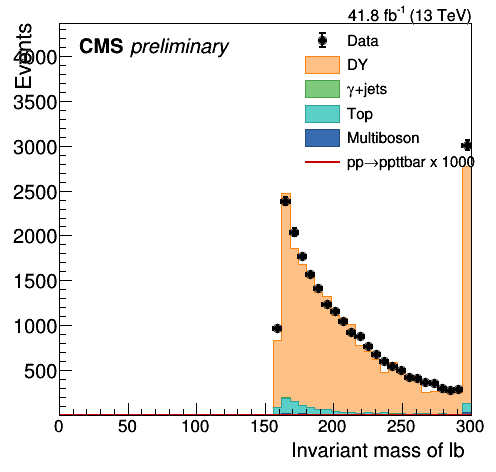 41.8 fb⁻¹ (13 TeV)
CMS preliminary
Events
Data
DY
γ+jets
Top
Multiboson
pp→ppttbar x 1000
4000
3500
3000
2500
2000
1500
1000
500
0 50 100 150 200 250 300
Invariant mass of lb